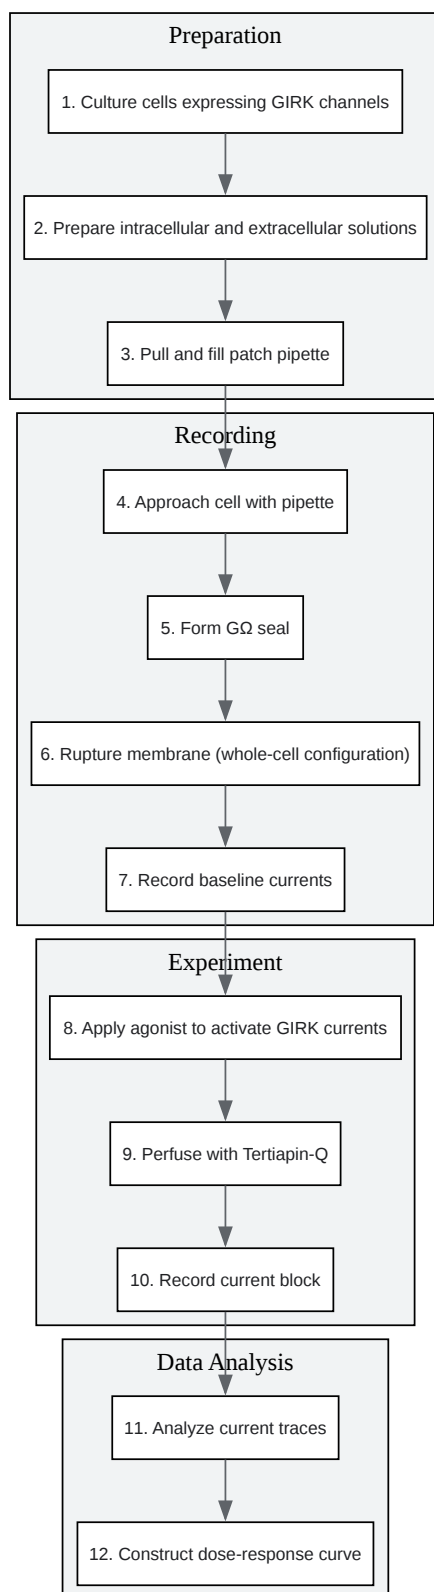 Preparation
1. Culture cells expressing GIRK channels
2. Prepare intracellular and extracellular solutions
3. Pull and fill patch pipette
Recording
4. Approach cell with pipette
5. Form GΩ seal
6. Rupture membrane (whole-cell configuration)
7. Record baseline currents
Experiment
8. Apply agonist to activate GIRK currents
9. Perfuse with Tertiapin-Q
10. Record current block
Data Analysis
11. Analyze current traces
12. Construct dose-response curve